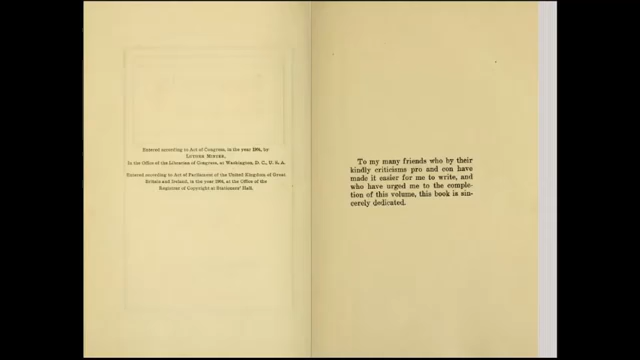 Entered according to Act of Congress, in the year 1904, by
LUTHER MINTER,
In the Office of the Librarian of Congress, at Washington, D. C., U. S. A.
Entered according to Act of Parliament of the United Kingdom of Great
Britain and Ireland, in the year 1904, at the Office of the
Registrar of Copyright at Stationers' Hall,
To my many friends who by their
kindly criticisms pro and con have
made it easier for me to write, and
who have urged me to the comple-
tion of this volume, this book is sin-
cerely dedicated.